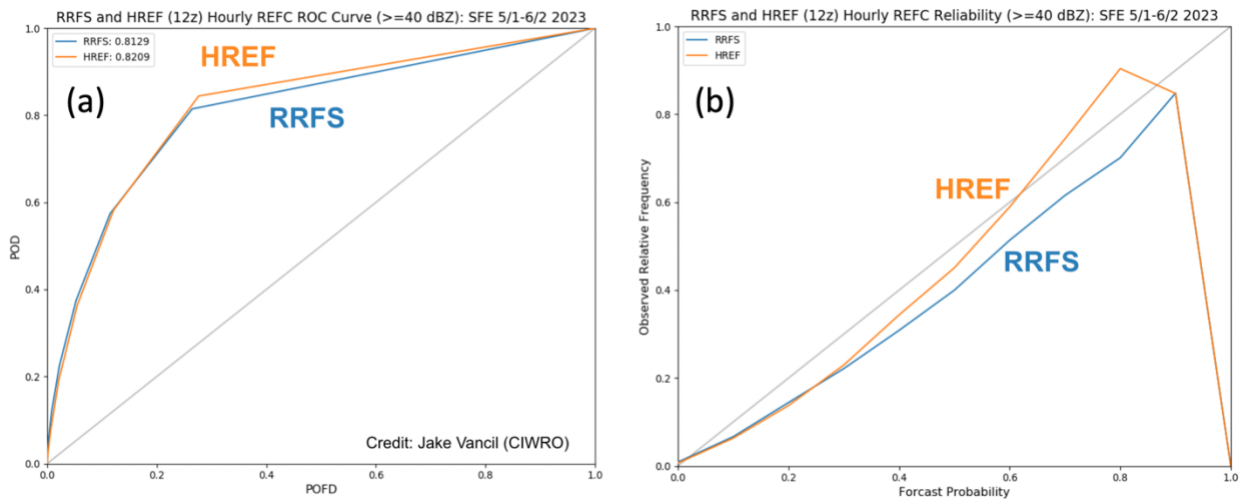 RRFS and HREF (12z) Hourly REFC ROC Curve (>=40 dBZ): SFE 5/1-6/2 2023
RRFS: 0.8129
HREF: 0.8209
HREF
(a)
RRFS
1.0
0.8
0.6
0.4
0.2
0.0
POD
Credit: Jake Vancil (CIWRO)
0.0 0.2 0.4 0.6 0.8 1.0
POFD
RRFS and HREF (12z) Hourly REFC Reliability (>=40 dBZ): SFE 5/1-6/2 2023
RRFS
HREF
(b)
HREF
RRFS
1.0
0.8
0.6
0.4
0.2
0.0
Observed Relative Frequency
0.0 0.2 0.4 0.6 0.8 1.0
Forcast Probability